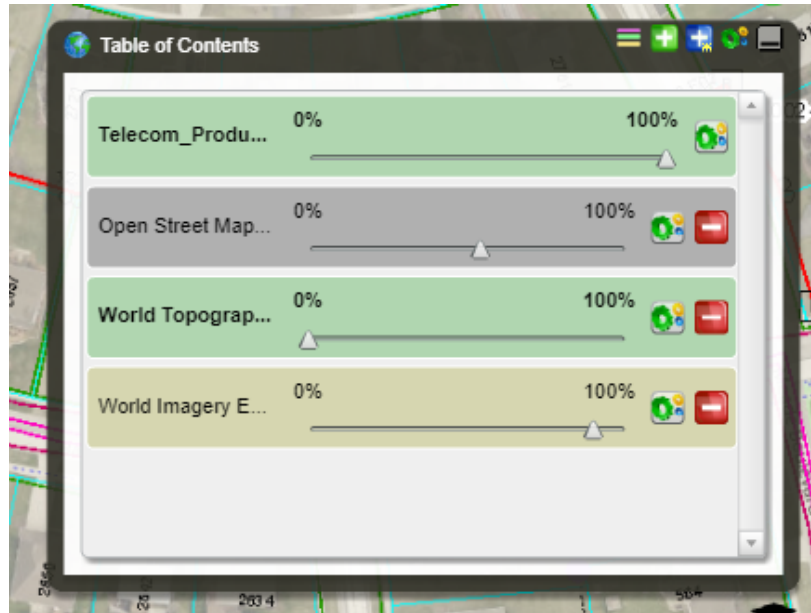 Table of Contents
Telecom_Produ...
0%
100%
Open Street Map...
0%
100%
World Topograp...
0%
100%
World Imagery E...
0%
100%
2634